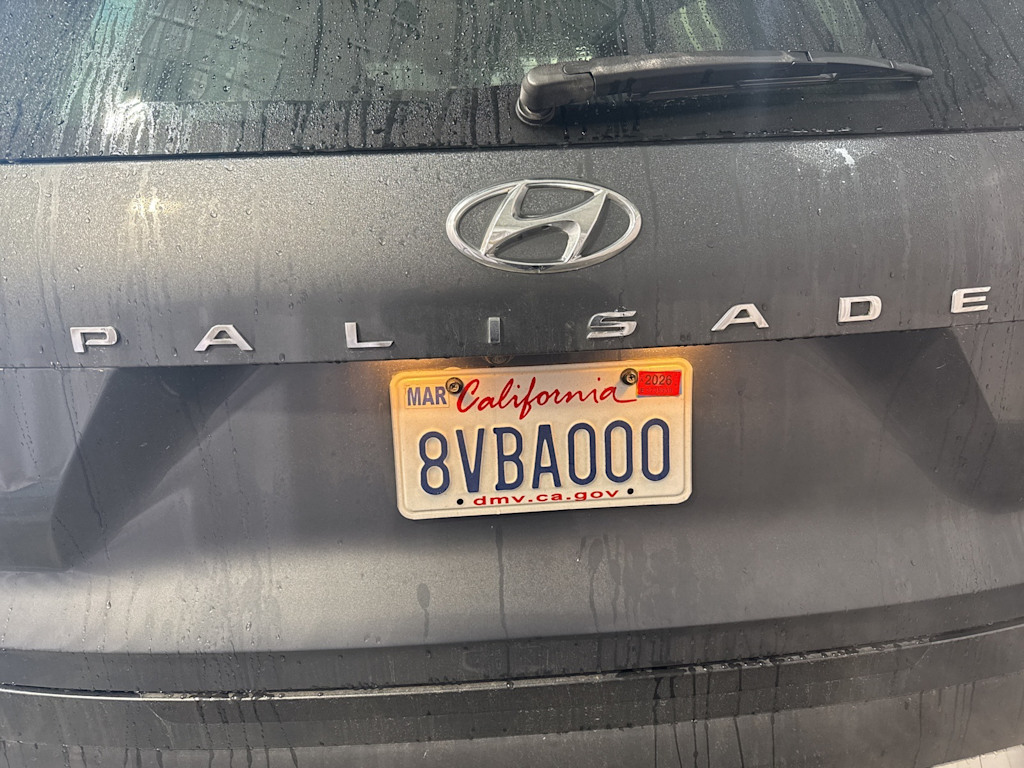 PALISADE
MAR California 2026
8VBA000
dmv.ca.gov